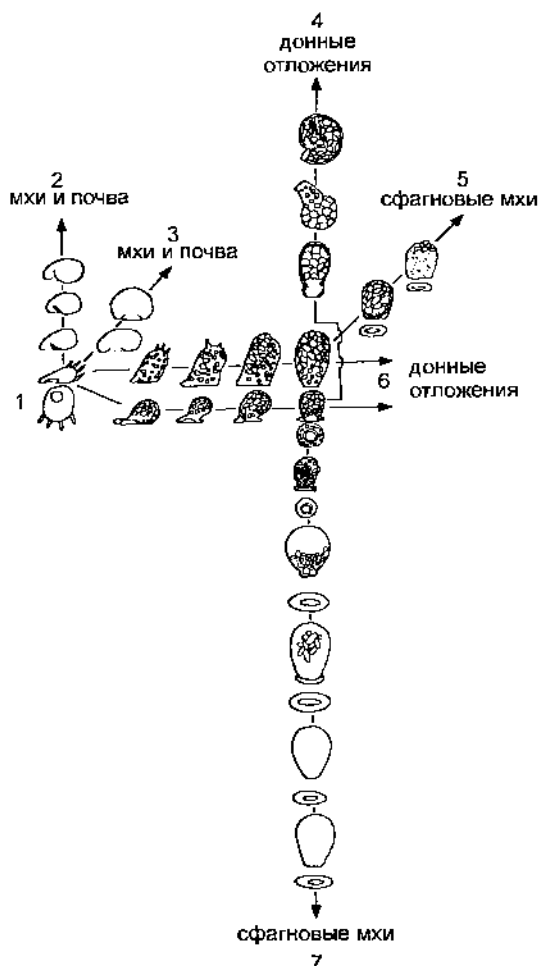 4
донные
отложения
2
мхи и почва
3
мхи и почва
5
сфагновые мхи
1
6
донные
отложения
сфагновые мхи
7